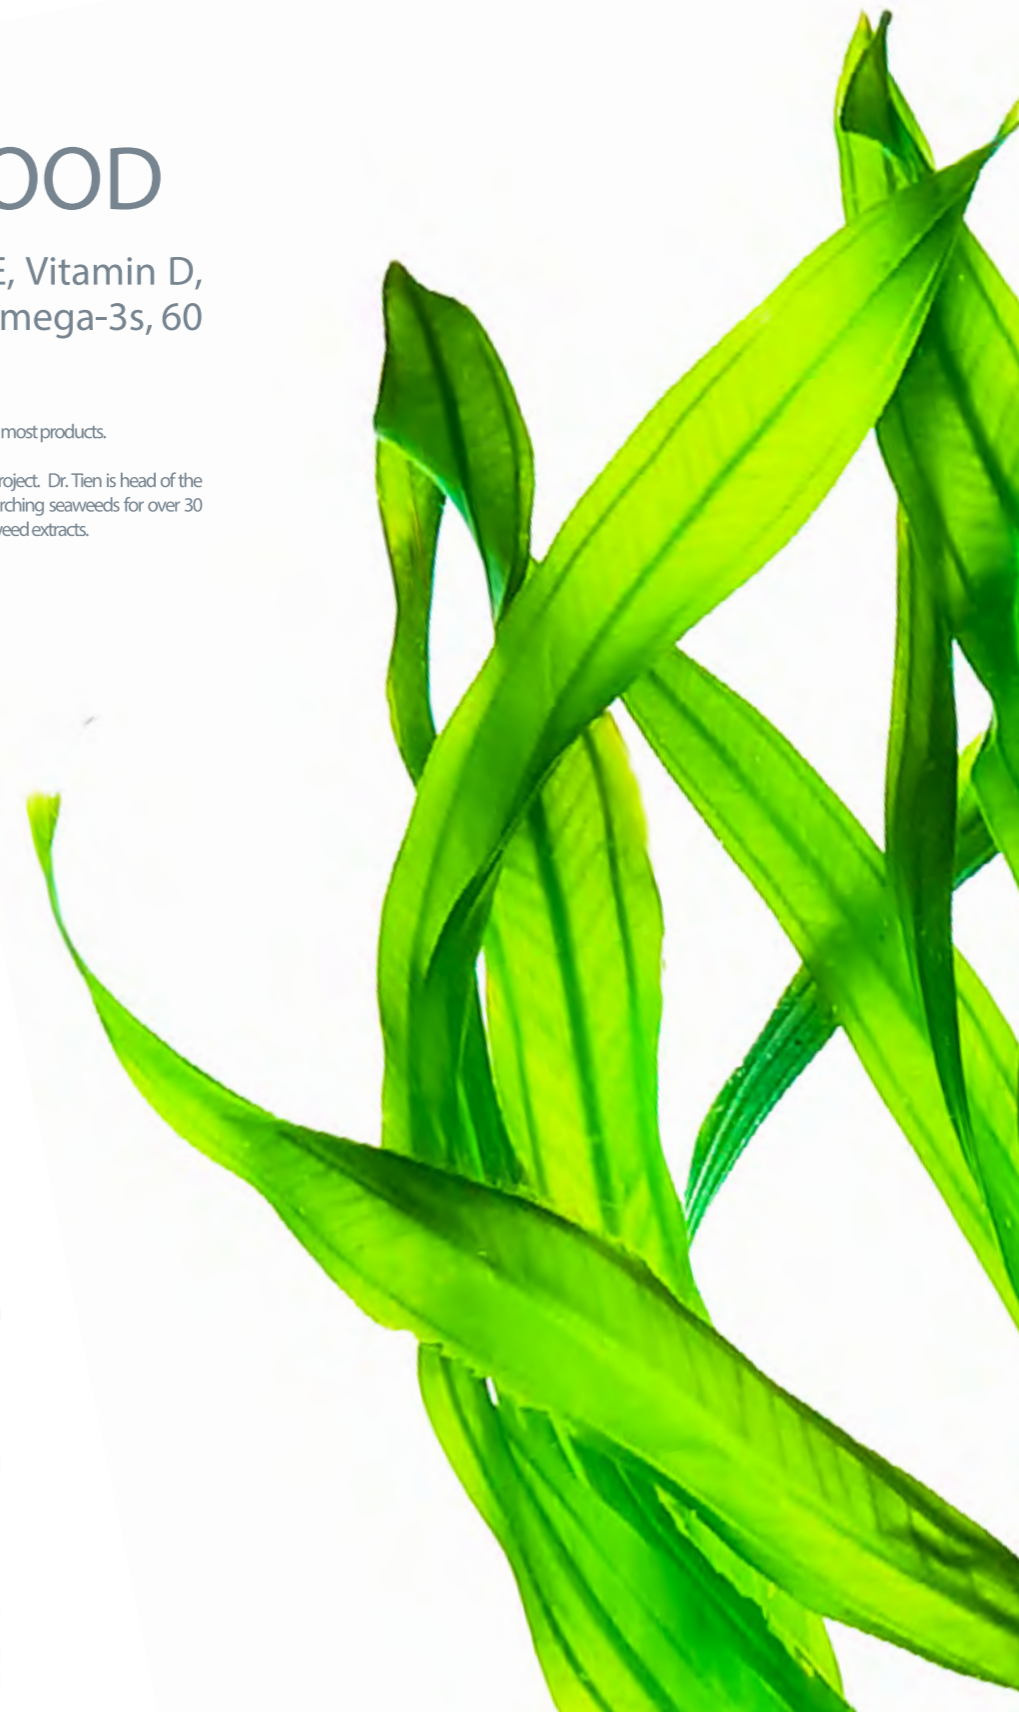 OOD
E, Vitamin D,
mega-3s, 60
most products.
roject. Dr. Tien is head of the
rching seaweeds for over 30
veed extracts.